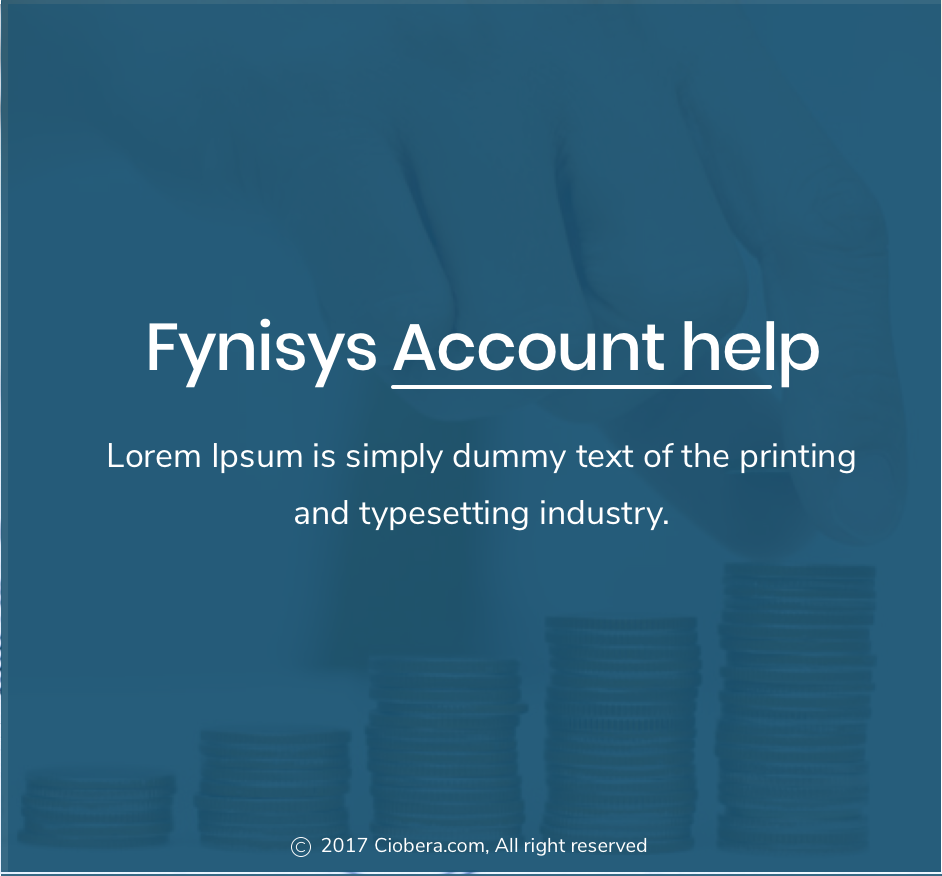 Fynisys Account help
Lorem Ipsum is simply dummy text of the printing
and typesetting industry.
© 2017 Ciobera.com, All right reserved